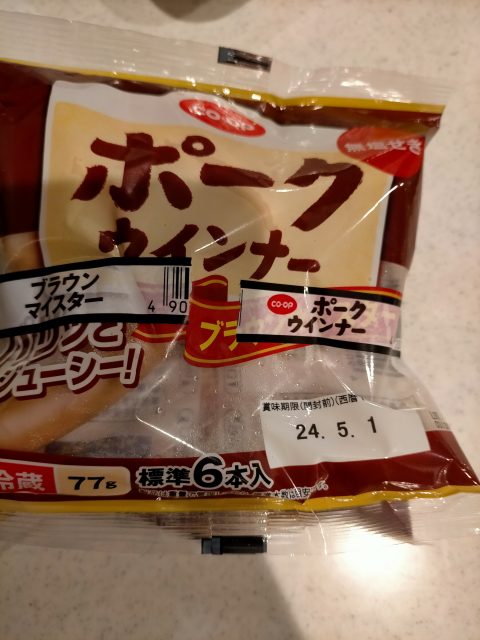 CO·OP
無塩せき
ポーク
ウインナー
ブラウン
マイスター
4 90
CO·OP
ポーク
ウインナー
ブラ
ューシー!
賞味期限(開封前)(西暦
24.5.1
冷蔵
77g
標準6本入